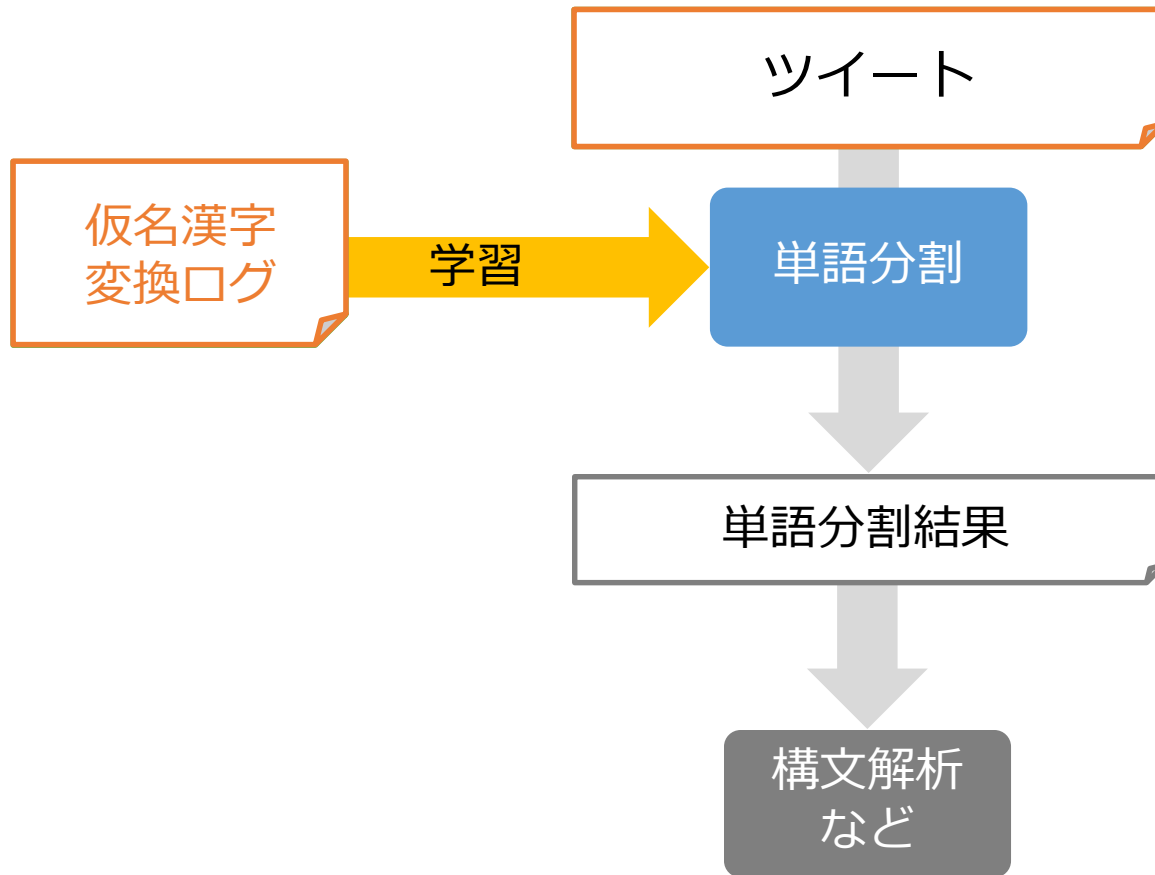 ツイート
仮名漢字
変換ログ
学習
単語分割
単語分割結果
構文解析
など